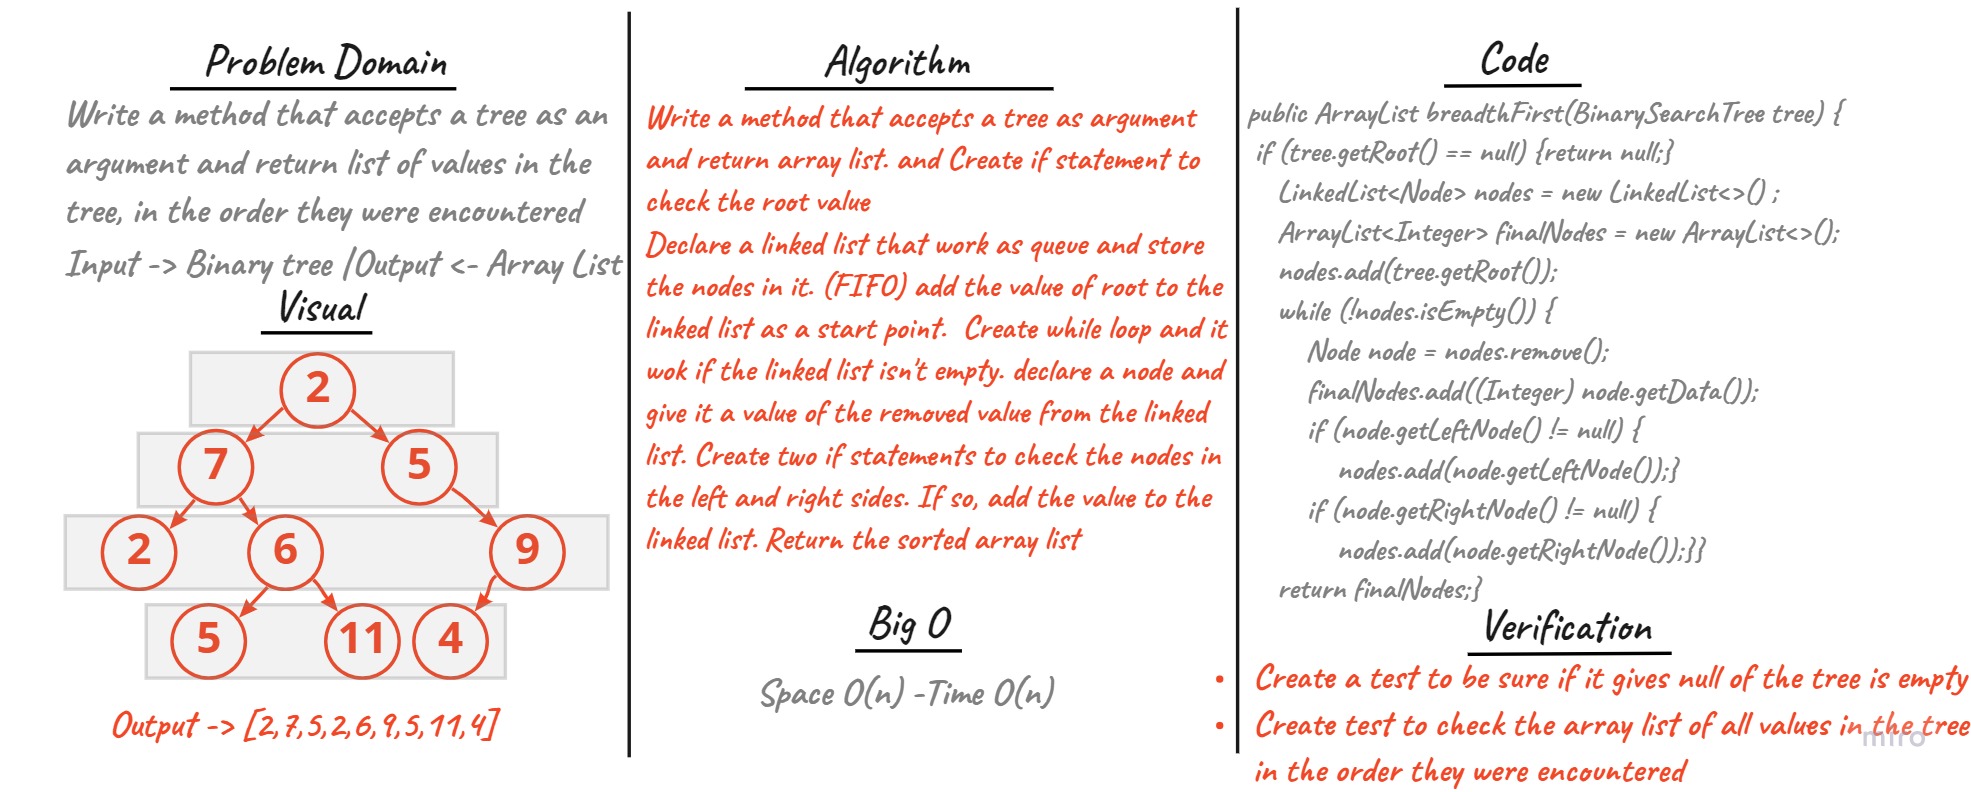 Problem Domain
Write a method that accepts a tree as an
argument and return list of values in the
tree, in the order they were encountered
Input -> Binary tree |Output <- Array List
Visual
2
7 5
2 6 9
5 11 4
Output -> [2,7,5,2,6,9,5,11,4]
Algorithm
Write a method that accepts a tree as argument
and return array list. and Create if statement to
check the root value
Declare a linked list that work as queue and store
the nodes in it. (FIFO) add the value of root to the
linked list as a start point. Create while loop and it
wok if the linked list isn't empty. declare a node and
give it a value of the removed value from the linked
list. Create two if statements to check the nodes in
the left and right sides. If so, add the value to the
linked list. Return the sorted array list
Big O
Space O(n) -Time O(n)
Code
public ArrayList breadthFirst(BinarySearchTree tree) {
if (tree.getRoot() == null) {return null;}
LinkedList<Node> nodes = new LinkedList<>() ;
ArrayList<Integer> finalNodes = new ArrayList<>();
nodes.add(tree.getRoot());
while (!nodes.isEmpty()) {
Node node = nodes.remove();
finalNodes.add((Integer) node.getData());
if (node.getLeftNode() != null) {
nodes.add(node.getLeftNode());}
if (node.getRightNode() != null) {
nodes.add(node.getRightNode());}}
return finalNodes;}
Verification
• Create a test to be sure if it gives null of the tree is empty
• Create test to check the array list of all values in the tree
in the order they were encountered
miro